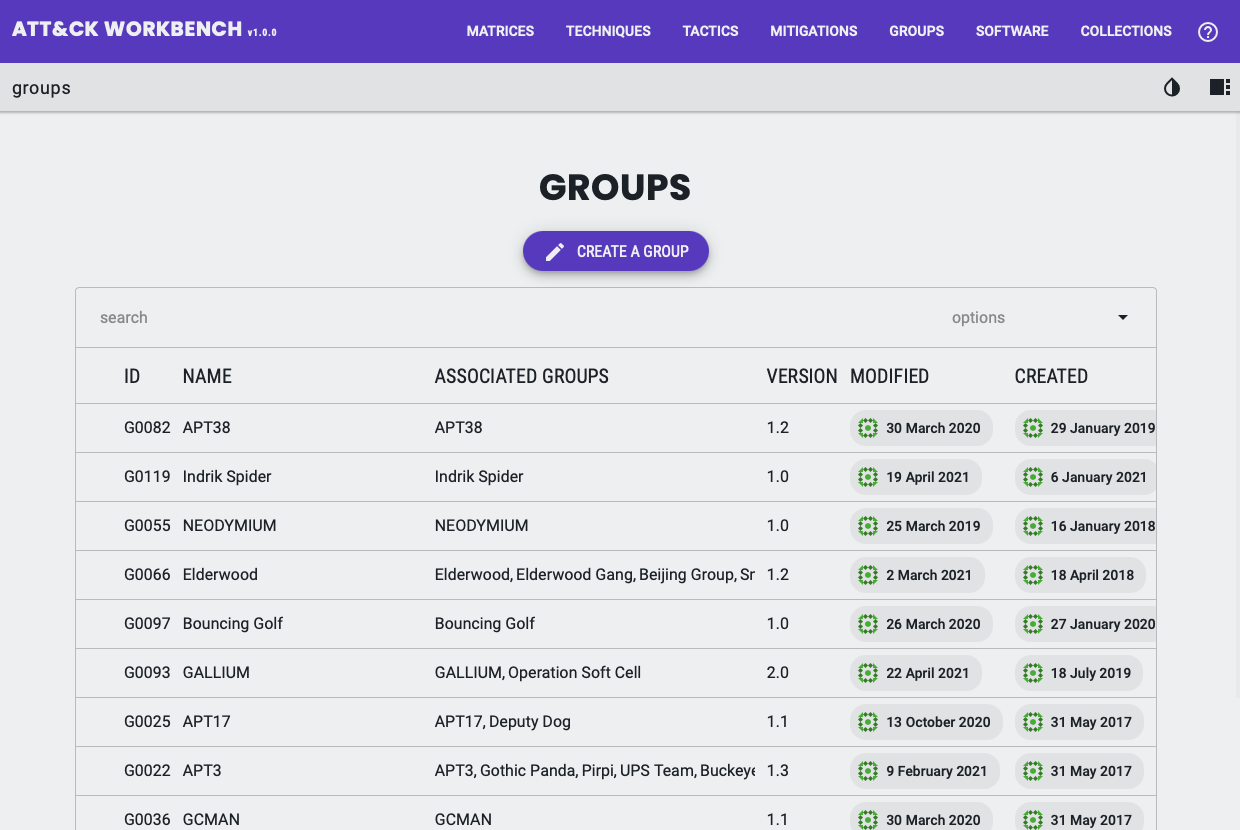 ATT&CK WORKBENCH v1.0.0 MATRICES TECHNIQUES TACTICS MITIGATIONS GROUPS SOFTWARE COLLECTIONS
groups
GROUPS
CREATE A GROUP
search options
ID NAME ASSOCIATED GROUPS VERSION MODIFIED CREATED
G0082 APT38 APT38 1.2 30 March 2020 29 January 2019
G0119 Indrik Spider Indrik Spider 1.0 19 April 2021 6 January 2021
G0055 NEODYMIUM NEODYMIUM 1.0 25 March 2019 16 January 2018
G0066 Elderwood Elderwood, Elderwood Gang, Beijing Group, 1.2 2 March 2021 18 April 2018
G0097 Bouncing Golf Bouncing Golf 1.0 26 March 2020 27 January 2020
G0093 GALLIUM GALLIUM, Operation Soft Cell 2.0 22 April 2021 18 July 2019
G0025 APT17 APT17, Deputy Dog 1.1 13 October 2020 31 May 2017
G0022 APT3 APT3, Gothic Panda, Pirpi, UPS Team, Buckeye 1.3 9 February 2021 31 May 2017
G0036 GCMAN GCMAN 1.1 30 March 2020 31 May 2017